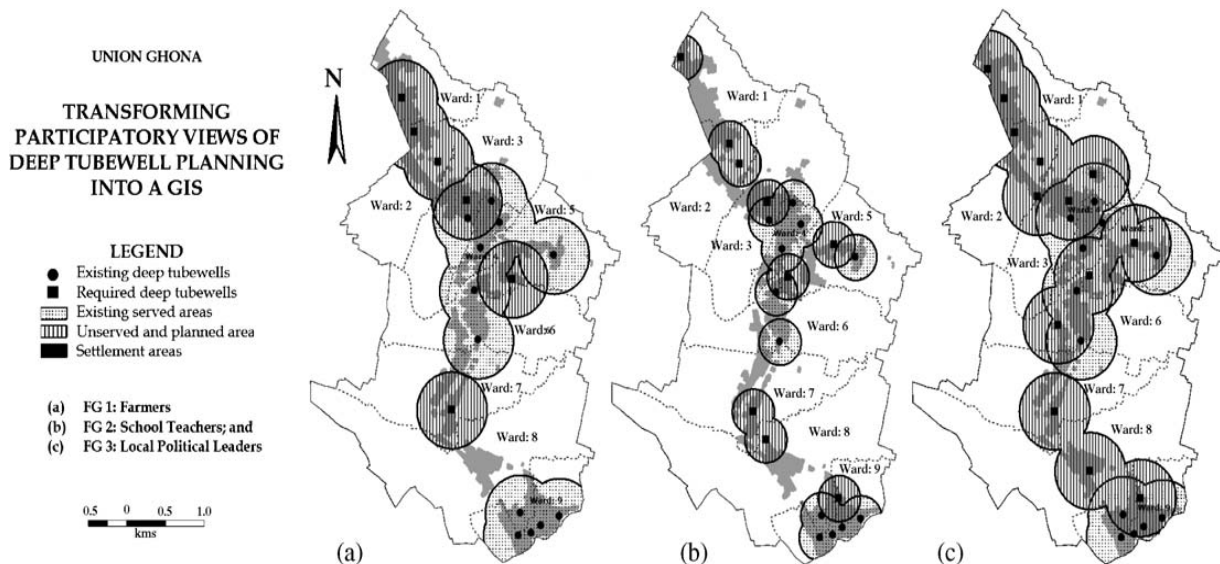 UNION GHONA
TRANSFORMING
PARTICIPATORY VIEWS OF
DEEP TUBEWELL PLANNING
INTO A GIS
LEGEND
Existing deep tubewells
Required deep tubewells
Existing served areas
Unserved and planned area
Settlement areas
(a) FG 1: Farmers
(b) FG 2: School Teachers; and
(c) FG 3: Local Political Leaders
0.5 0 0.5 1.0
kms
N
Ward: 1
Ward: 3
Ward: 2
Ward: 5
Ward: 6
Ward: 7
Ward: 8
Ward: 9
(a)
Ward: 1
Ward: 2
Ward: 5
Ward: 3
Ward: 6
Ward: 7
Ward: 8
Ward: 9
(b)
Ward: 1
Ward: 2
Ward: 5
Ward: 3
Ward: 6
Ward: 7
Ward: 8
(c)